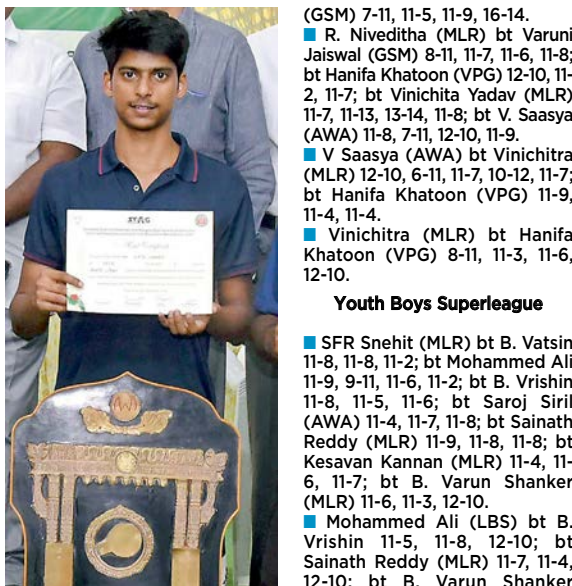 STAG
(GSM) 7-11, 11-5, 11-9, 16-14.
R. Niveditha (MLR) bt Varuni
Jaiswal (GSM) 8-11, 11-7, 11-6, 11-8;
bt Hanifa Khatoon (VPG) 12-10, 11-
2, 11-7; bt Vinichita Yadav (MLR)
11-7, 11-13, 13-14, 11-8; bt V. Saasya
(AWA) 11-8, 7-11, 12-10, 11-9.
V Saasya (AWA) bt Vinichitra
(MLR) 12-10, 6-11, 11-7, 10-12, 11-7;
bt Hanifa Khatoon (VPG) 11-9,
11-4, 11-4.
Vinichitra (MLR) bt Hanifa
Khatoon (VPG) 8-11, 11-3, 11-6,
12-10.
Youth Boys Superleague
SFR Snehit (MLR) bt B. Vatsin
11-8, 11-8, 11-2; bt Mohammed Ali
11-9, 9-11, 11-6, 11-2; bt B. Vrishin
11-8, 11-5, 11-6; bt Saroj Siril
(AWA) 11-4, 11-7, 11-8; bt Sainath
Reddy (MLR) 11-9, 11-8, 11-8; bt
Kesavan Kannan (MLR) 11-4, 11-
6, 11-7; bt B. Varun Shanker
(MLR) 11-6, 11-3, 12-10.
Mohammed Ali (LBS) bt B.
Vrishin 11-5, 11-8, 12-10; bt
Sainath Reddy (MLR) 11-7, 11-4,
12-10; bt B. Varun Shanker